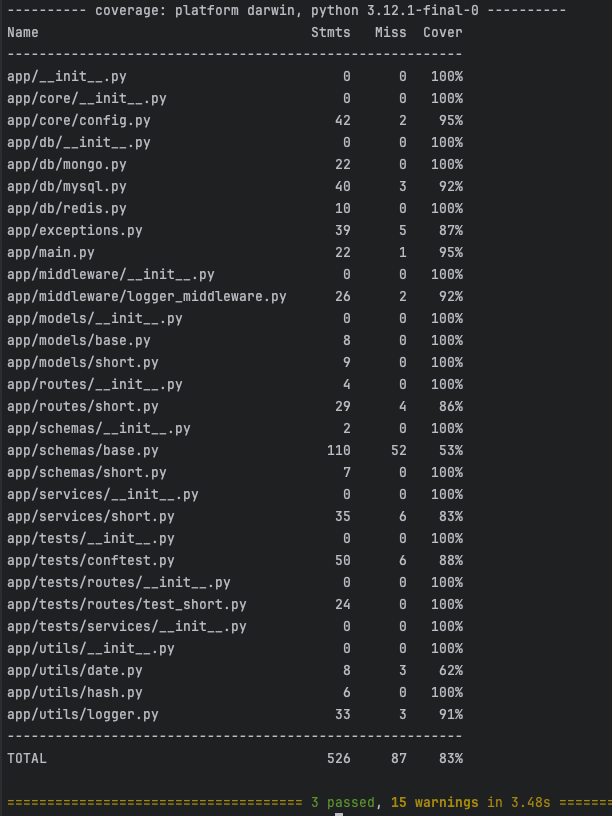 ---------- coverage: platform darwin, python 3.12.1-final-0 ----------
Name                                  Stmts   Miss  Cover
---------------------------------------------------------
app/__init__.py                           0      0   100%
app/core/__init__.py                      0      0   100%
app/core/config.py                       42      2    95%
app/db/__init__.py                        0      0   100%
app/db/mongo.py                          22      0   100%
app/db/mysql.py                          40      3    92%
app/db/redis.py                          10      0   100%
app/exceptions.py                        39      5    87%
app/main.py                              22      1    95%
app/middleware/__init__.py                0      0   100%
app/middleware/logger_middleware.py      26      2    92%
app/models/__init__.py                    0      0   100%
app/models/base.py                        8      0   100%
app/models/short.py                       9      0   100%
app/routes/__init__.py                    4      0   100%
app/routes/short.py                      29      4    86%
app/schemas/__init__.py                   2      0   100%
app/schemas/base.py                     110     52    53%
app/schemas/short.py                      7      0   100%
app/services/__init__.py                  0      0   100%
app/services/short.py                    35      6    83%
app/tests/__init__.py                     0      0   100%
app/tests/conftest.py                    50      6    88%
app/tests/routes/__init__.py              0      0   100%
app/tests/routes/test_short.py           24      0   100%
app/tests/services/__init__.py            0      0   100%
app/utils/__init__.py                     0      0   100%
app/utils/date.py                         8      3    62%
app/utils/hash.py                         6      0   100%
app/utils/logger.py                      33      3    91%
---------------------------------------------------------
TOTAL                                   526     87    83%
===================================== 3 passed, 15 warnings in 3.48s =======